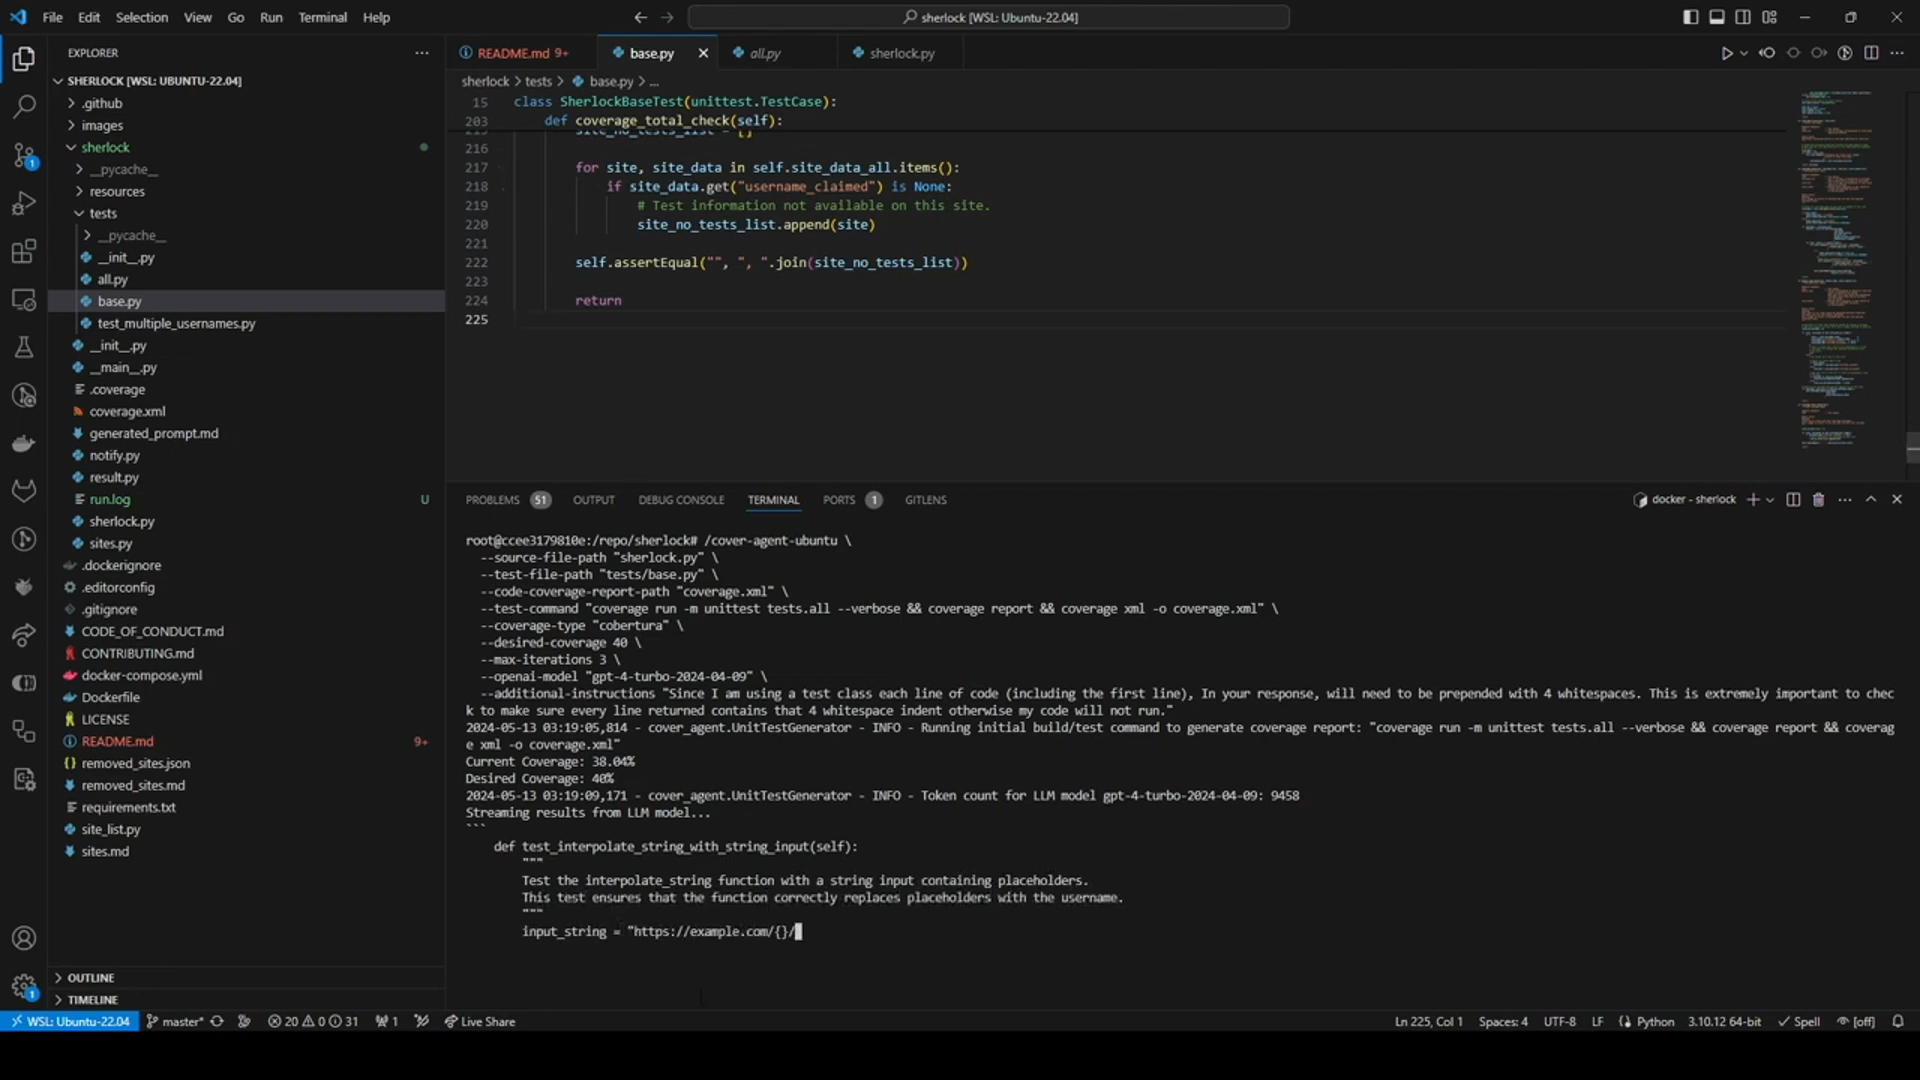 File Edit Selection View Go Run Terminal Help
sherlock [WSL: Ubuntu-22.04]
EXPLORER
SHERLOCK [WSL: UBUNTU-22.04]
.github
images
sherlock
__pycache__
resources
tests
__pycache__
__init__.py
all.py
base.py
test_multiple_usernames.py
__init__.py
__main__.py
.coverage
coverage.xml
generated_prompt.md
notify.py
result.py
run.log U
sherlock.py
sites.py
.dockerignore
.editorconfig
.gitignore
CODE_OF_CONDUCT.md
CONTRIBUTING.md
docker-compose.yml
Dockerfile
LICENSE
README.md 9+
removed_sites.json
removed_sites.md
requirements.txt
site_list.py
sites.md
OUTLINE
TIMELINE
1
1
README.md 9+ base.py all.py sherlock.py
sherlock > tests > base.py > ...
15 class SherlockBaseTest(unittest.TestCase):
203 def coverage_total_check(self):
215 site_no_tests_list = []
216
217 for site, site_data in self.site_data_all.items():
218 if site_data.get("username_claimed") is None:
219 # Test information not available on this site.
220 site_no_tests_list.append(site)
221
222 self.assertEqual("", ", ".join(site_no_tests_list))
223
224 return
225
PROBLEMS 51 OUTPUT DEBUG CONSOLE TERMINAL PORTS 1 GITLENS
docker - sherlock
root@ccee3179810e:/repo/sherlock# /cover-agent-ubuntu \
--source-file-path "sherlock.py" \
--test-file-path "tests/base.py" \
--code-coverage-report-path "coverage.xml" \
--test-command "coverage run -m unittest tests.all --verbose && coverage report && coverage xml -o coverage.xml" \
--coverage-type "cobertura" \
--desired-coverage 40 \
--max-iterations 3 \
--openai-model "gpt-4-turbo-2024-04-09" \
--additional-instructions "Since I am using a test class each line of code (including the first line), In your response, will need to be prepended with 4 whitespaces. This is extremely important to chec
k to make sure every line returned contains that 4 whitespace indent otherwise my code will not run."
2024-05-13 03:19:05,814 - cover_agent.UnitTestGenerator - INFO - Running initial build/test command to generate coverage report: "coverage run -m unittest tests.all --verbose && coverage report && coverag
e xml -o coverage.xml"
Current Coverage: 38.04%
Desired Coverage: 40%
2024-05-13 03:19:09,171 - cover_agent.UnitTestGenerator - INFO - Token count for LLM model gpt-4-turbo-2024-04-09: 9458
Streaming results from LLM model...
```
def test_interpolate_string_with_string_input(self):
"""
Test the interpolate_string function with a string input containing placeholders.
This test ensures that the function correctly replaces placeholders with the username.
"""
input_string = "https://example.com/{}/
WSL: Ubuntu-22.04 master* 20 0 31 1 Live Share
Ln 225, Col 1 Spaces: 4 UTF-8 LF Python 3.10.12 64-bit Spell [off]